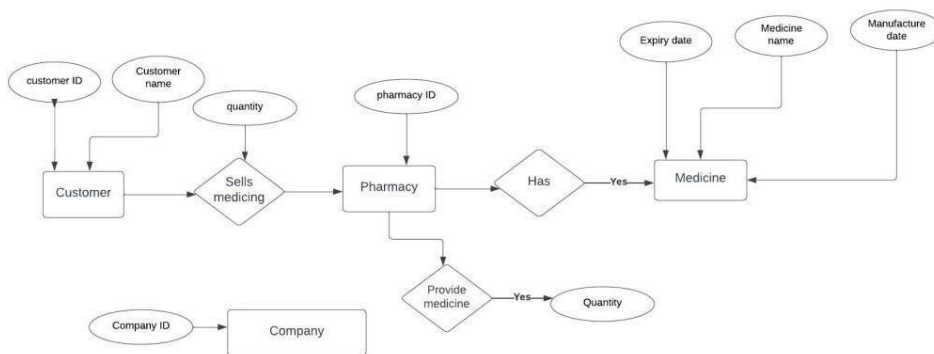 Expiry date
Medicine
name
Manufacture
date
customer ID
Customer
name
quantity
pharmacy ID
Customer
Sells
medicing
Pharmacy
Has
Yes
Medicine
Provide
medicine
Yes
Quantity
Company ID
Company